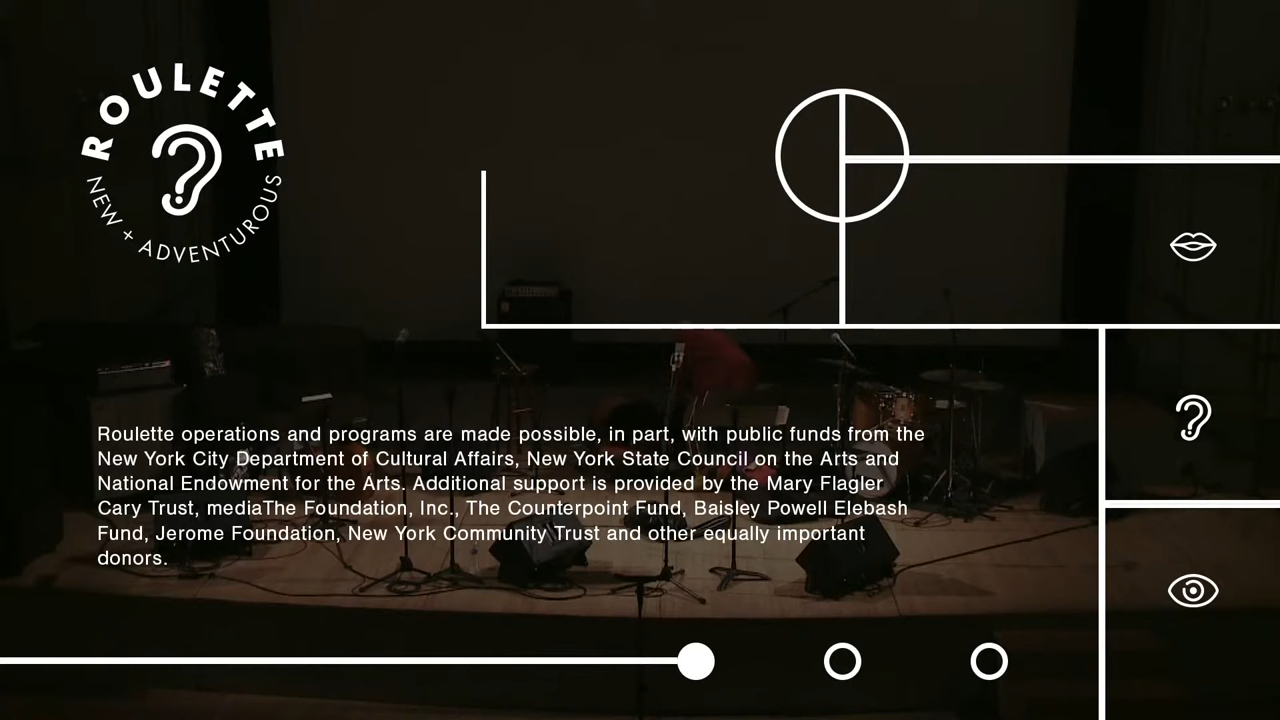 ROULETTE
NEW + ADVENTUROUS
Roulette operations and programs are made possible, in part, with public funds from the
New York City Department of Cultural Affairs, New York State Council on the Arts and
National Endowment for the Arts. Additional support is provided by the Mary Flagler
Cary Trust, mediaThe Foundation, Inc., The Counterpoint Fund, Baisley Powell Elebash
Fund, Jerome Foundation, New York Community Trust and other equally important
donors.